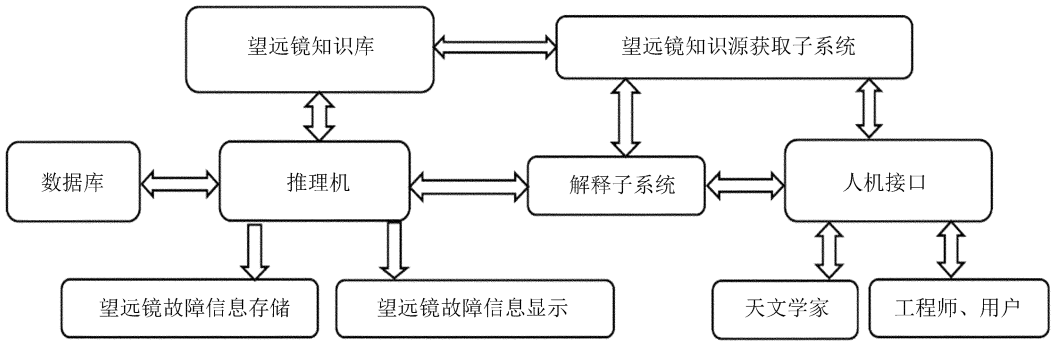 望远镜知识库
望远镜知识源获取子系统
数据库
推理机
解释子系统
人机接口
望远镜故障信息存储
望远镜故障信息显示
天文学家
工程师、用户